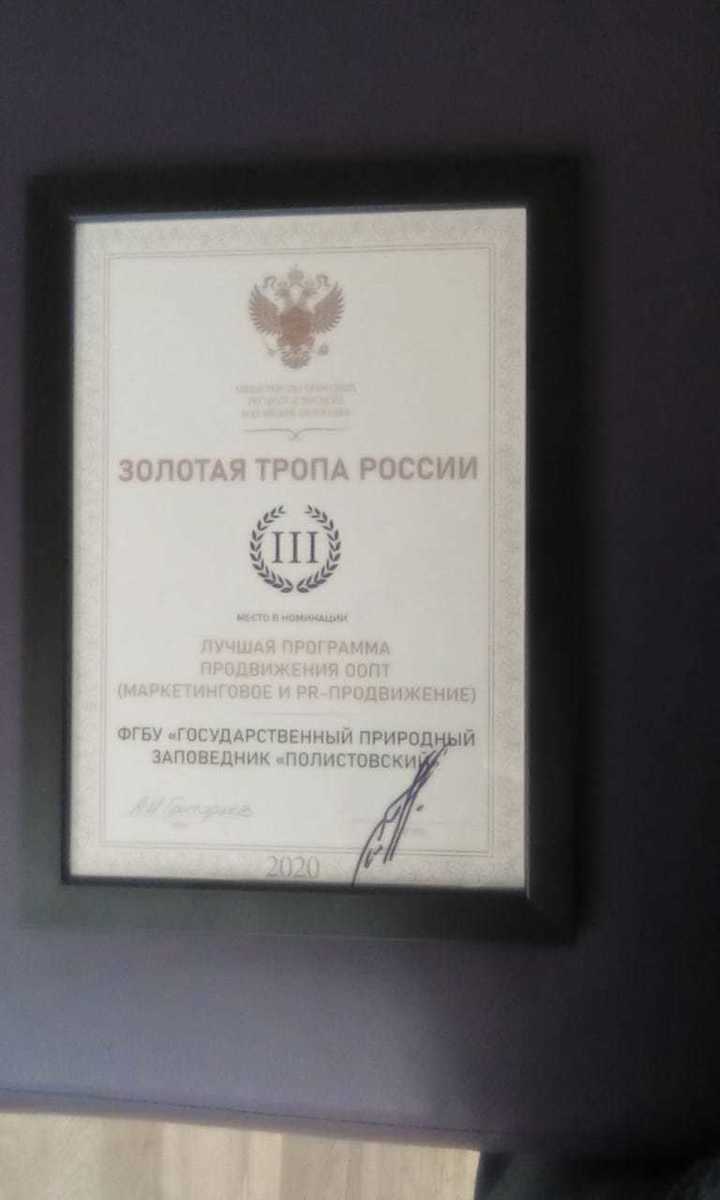 ЗОЛОТАЯ ТРОПА РОССИИ
III
МЕСТО В НОМИНАЦИИ
ЛУЧШАЯ ПРОГРАММА
ПРОДВИЖЕНИЯ ООПТ
(МАРКЕТИНГОВОЕ И PR-ПРОДВИЖЕНИЕ)
ФГБУ «ГОСУДАРСТВЕННЫЙ ПРИРОДНЫЙ
ЗАПОВЕДНИК «ПОЛИСТОВСКИЙ»
2020